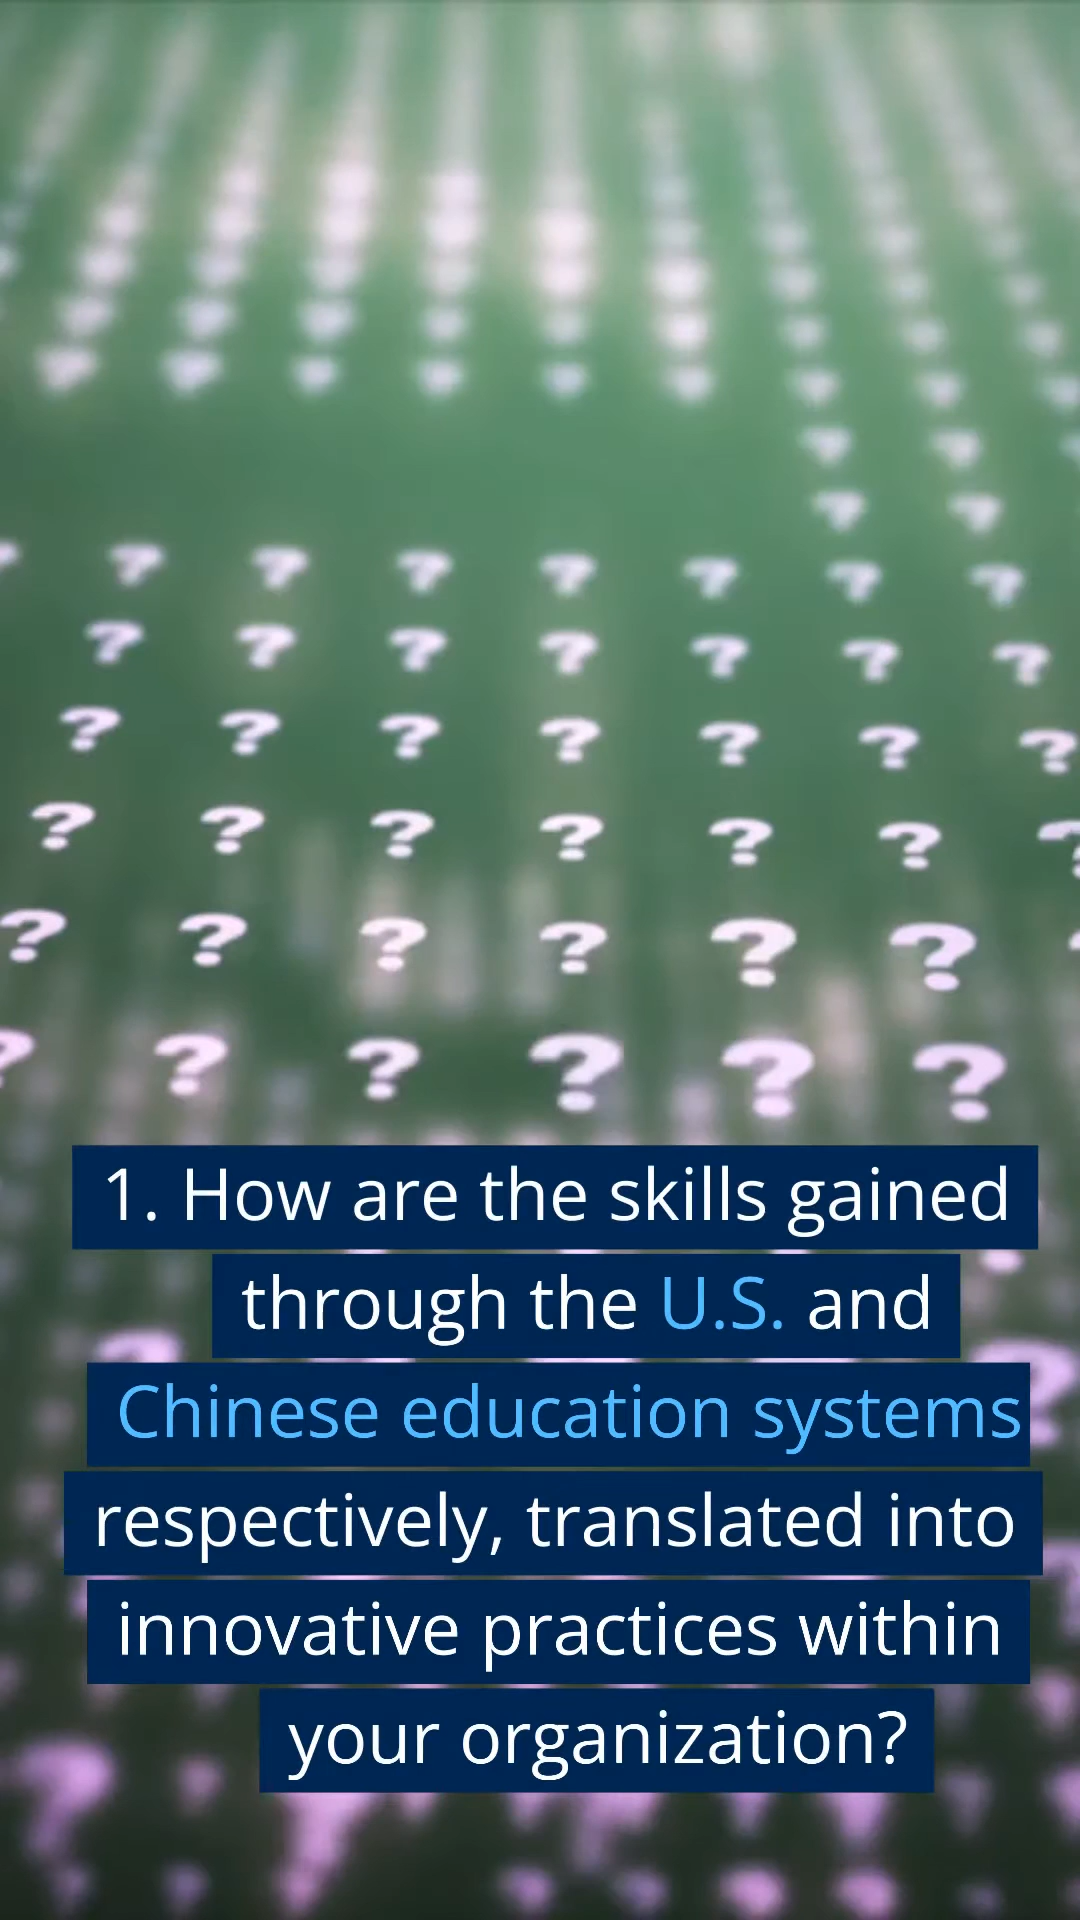 1. How are the skills gained
through the U.S. and
Chinese education systems
respectively, translated into
innovative practices within
your organization?